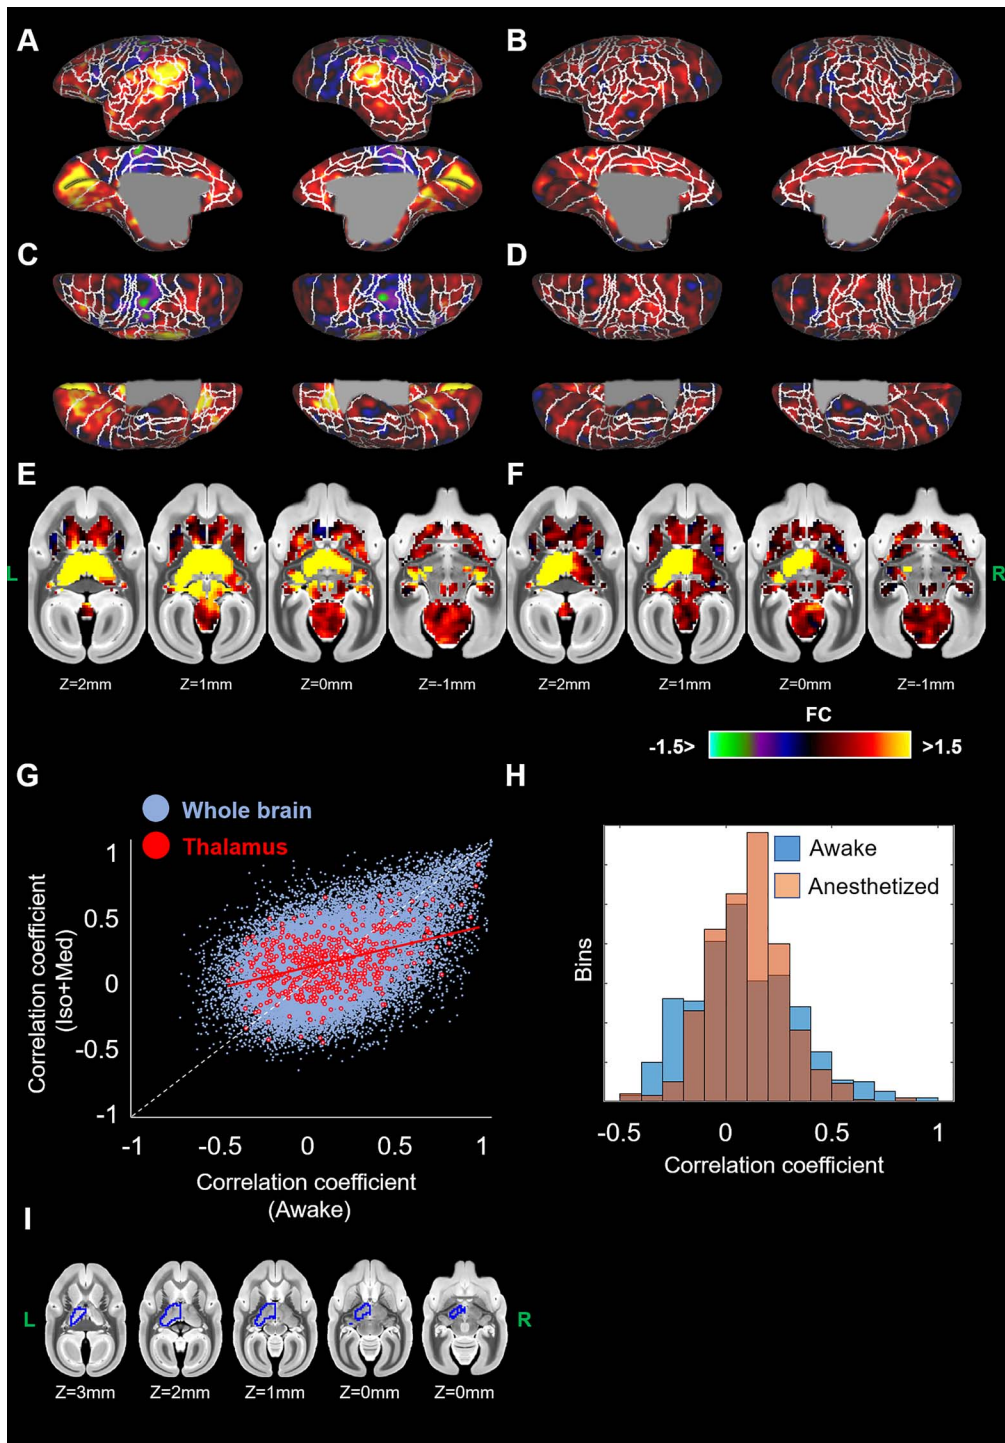 A
B
C
D
E
F
L
R
Z=2mm
Z=1mm
Z=0mm
Z=-1mm
Z=2mm
Z=1mm
Z=0mm
Z=-1mm
FC
-1.5>
>1.5
G
H
Whole brain
Thalamus
Correlation coefficient
(Iso+Med)
1
0.5
0
-0.5
-1
-1
-0.5
0
0.5
1
Correlation coefficient
(Awake)
Awake
Anesthetized
Bins
-0.5
0
0.5
1
Correlation coefficient
I
L
R
Z=3mm
Z=2mm
Z=1mm
Z=0mm
Z=0mm